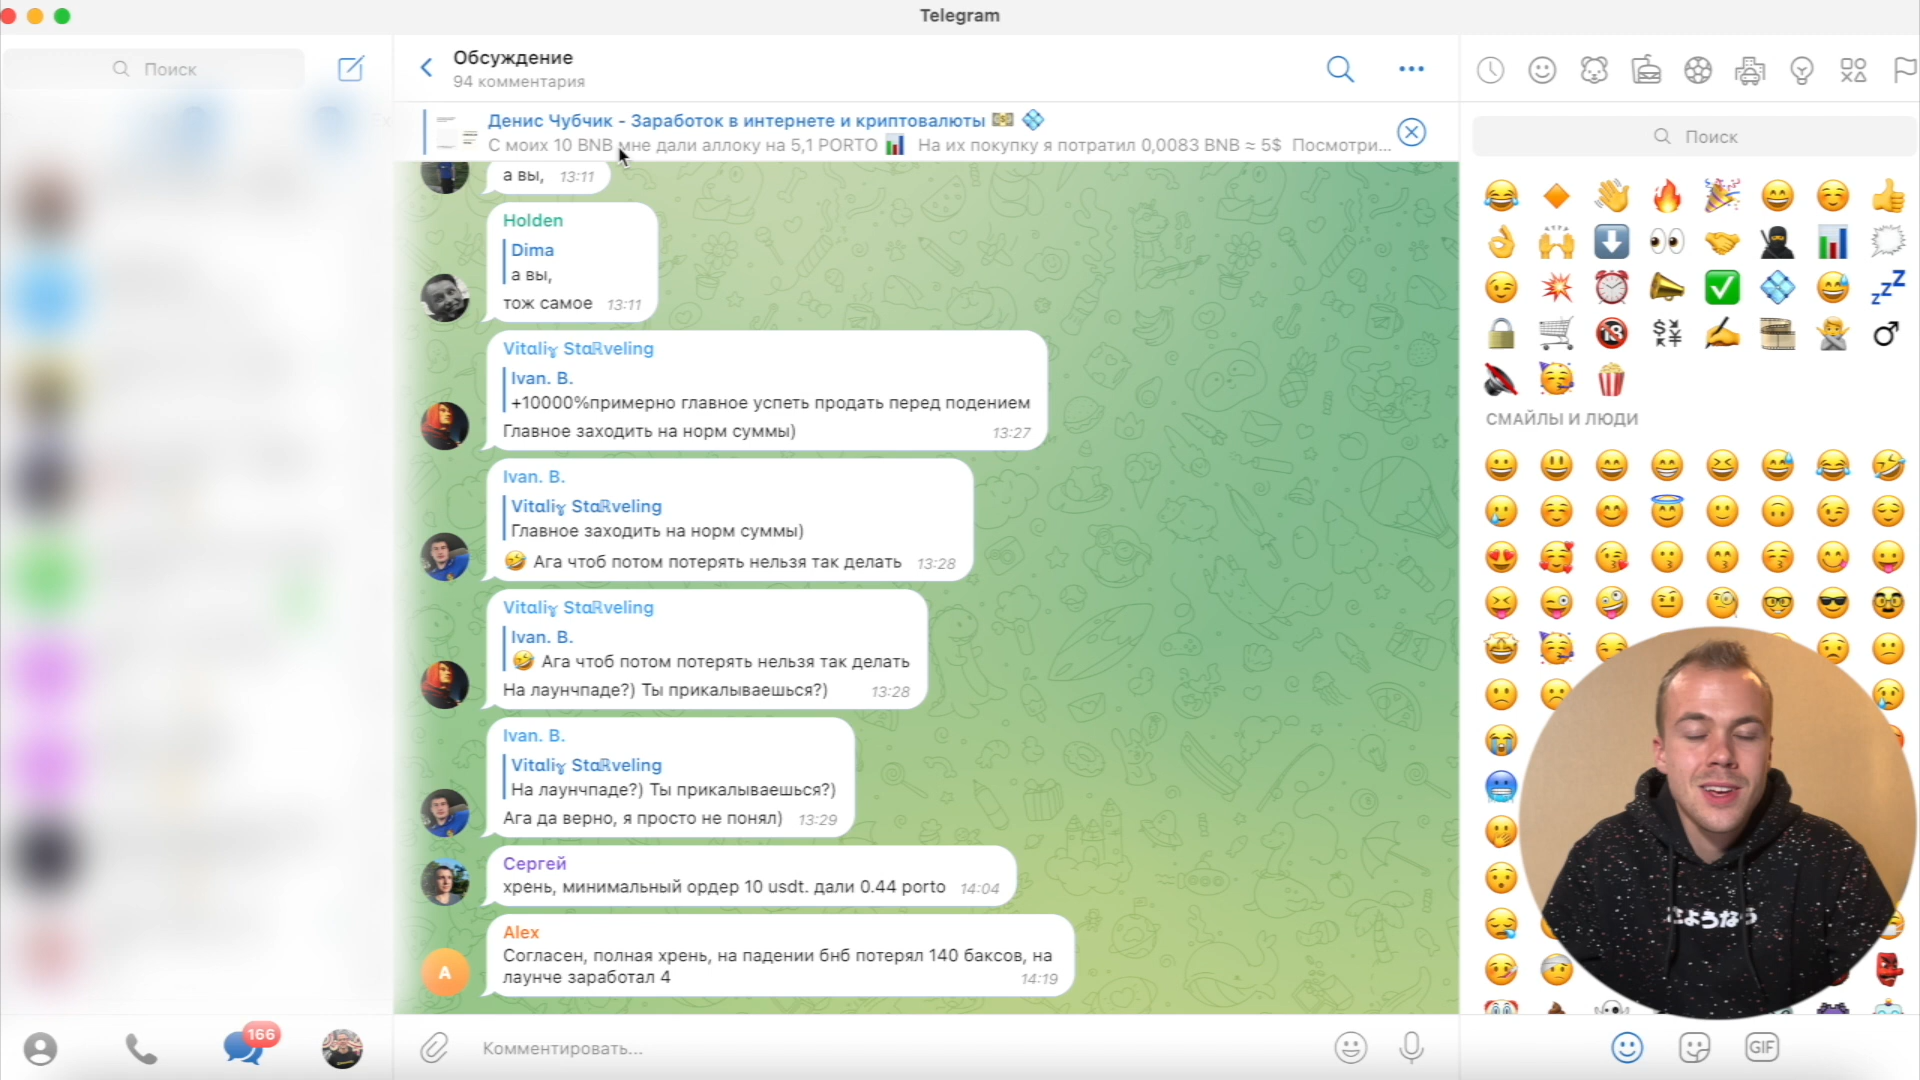 Telegram
Поиск
Обсуждение
94 комментария
Денис Чубчик - Заработок в интернете и криптовалюты
С моих 10 BNB мне дали аллоку на 5,1 PORTO 📊 На их покупку я потратил 0,0083 BNB ≈ 5$ Посмотри...
Поиск
а вы, 13:11
Holden
Dima
а вы,
тож самое 13:11
Vitaliy StaRveling
Ivan. B.
+10000%примерно главное успеть продать перед подением
Главное заходить на норм суммы) 13:27
Ivan. B.
Vitaliy StaRveling
Главное заходить на норм суммы)
🤣 Ага чтоб потом потерять нельзя так делать 13:28
Vitaliy StaRveling
Ivan. B.
🤣 Ага чтоб потом потерять нельзя так делать
На лаунчпаде?) Ты прикалываешься?) 13:28
Ivan. B.
Vitaliy StaRveling
На лаунчпаде?) Ты прикалываешься?)
Ага да верно, я просто не понял) 13:29
Сергей
хрень, минимальный ордер 10 usdt. дали 0.44 porto 14:04
A
Alex
Согласен, полная хрень, на падении бнб потерял 140 баксов, на
лаунче заработал 4 14:19
СМАЙЛЫ И ЛЮДИ
さようなら
166
Комментировать...
GIF